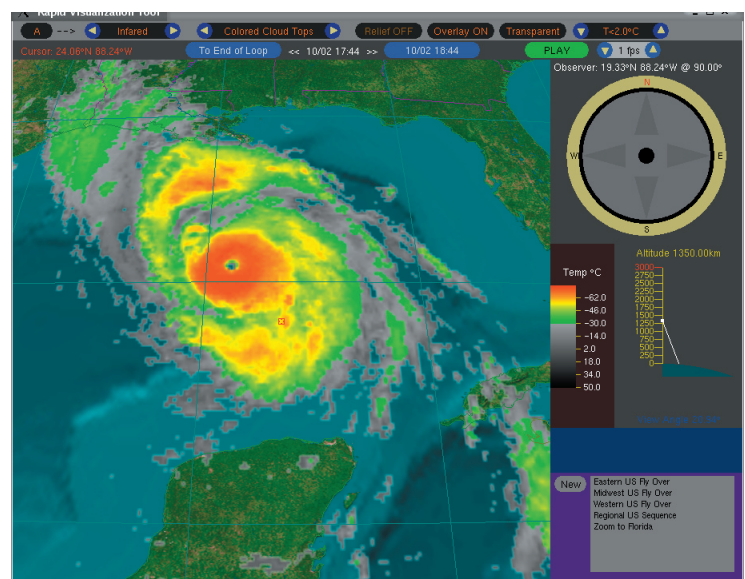 Rapid Visualization Tool
A --> Infared Colored Cloud Tops Relief OFF Overlay ON Transparent T<2.0°C
Cursor: 24.06°N 88.24°W To End of Loop << 10/02 17:44 >> 10/02 18:44 PLAY 1 fps
Observer: 19.33°N 88.24°W @ 90.00°
N
W E
S
Altitude 1350.00km
Temp °C
-62.0
-46.0
-30.0
-14.0
2.0
18.0
34.0
50.0
3000
2750
2500
2250
2000
1750
1500
1250
1000
750
500
250
0
New
Eastern US Fly Over
Midwest US Fly Over
Western US Fly Over
Regional US Sequence
Zoom to Florida